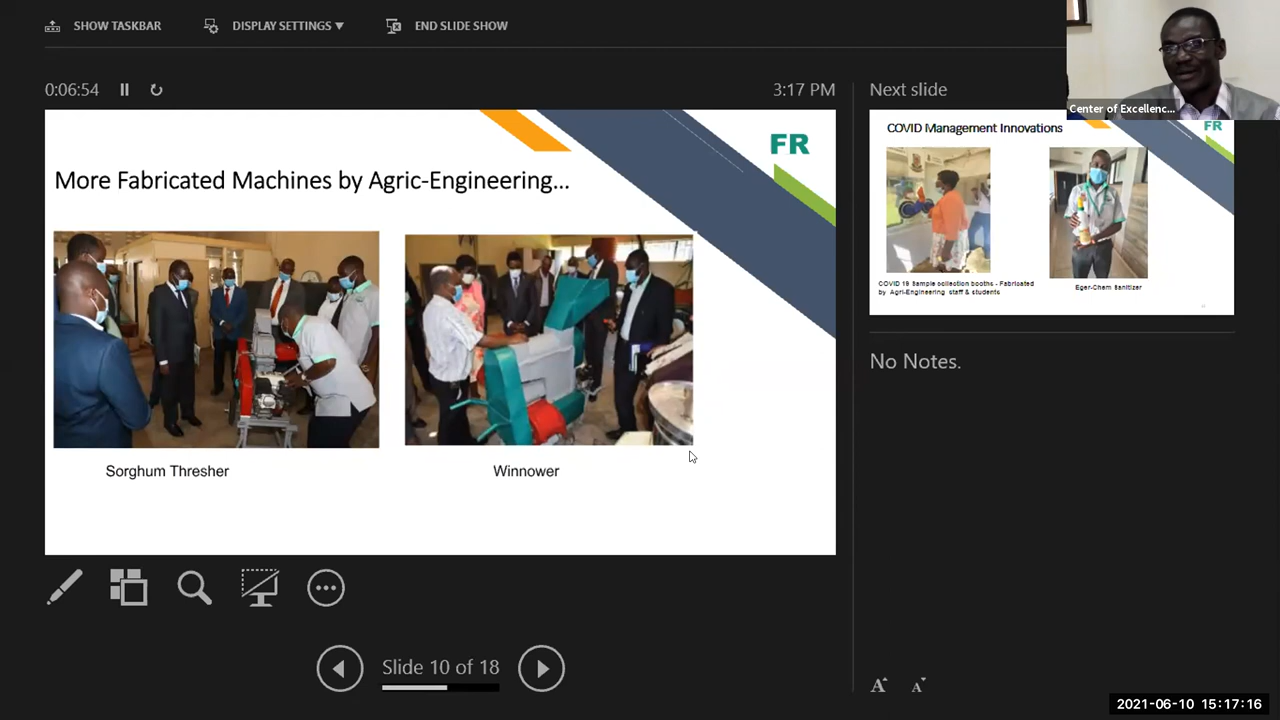 SHOW TASKBAR
DISPLAY SETTINGS ▼
END SLIDE SHOW
Center of Excellenc...
0:06:54
3:17 PM
Next slide
FR
More Fabricated Machines by Agric-Engineering...
Sorghum Thresher
Winnower
COVID Management Innovations
FR
COVID 19 Sample collection booths - Fabricated
by Agri-Engineering staff & students
Eger-Chem Sanitizer
No Notes.
Slide 10 of 18
A A
2021-06-10 15:17:16